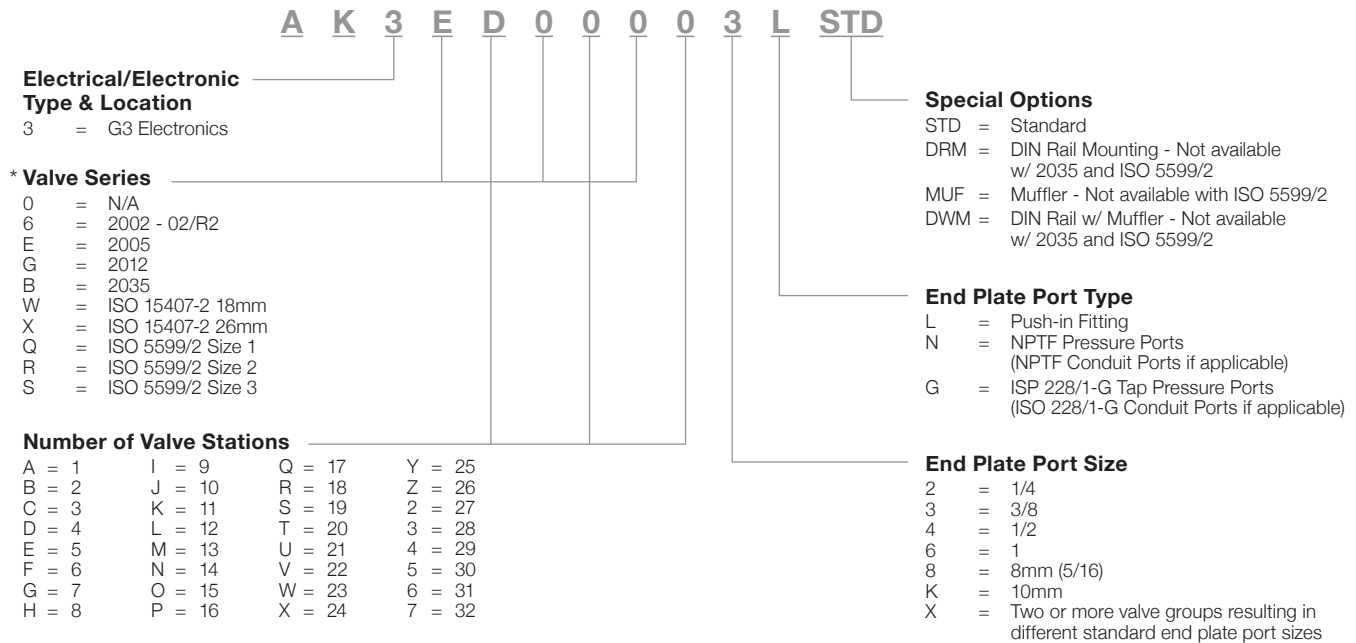 A K 3 E D 0 0 0 0 3 L STD
Electrical/Electronic
Type & Location
3 = G3 Electronics
* Valve Series
0 = N/A
6 = 2002 - 02/R2
E = 2005
G = 2012
B = 2035
W = ISO 15407-2 18mm
X = ISO 15407-2 26mm
Q = ISO 5599/2 Size 1
R = ISO 5599/2 Size 2
S = ISO 5599/2 Size 3
Number of Valve Stations
A = 1 I = 9 Q = 17 Y = 25
B = 2 J = 10 R = 18 Z = 26
C = 3 K = 11 S = 19 2 = 27
D = 4 L = 12 T = 20 3 = 28
E = 5 M = 13 U = 21 4 = 29
F = 6 N = 14 V = 22 5 = 30
G = 7 O = 15 W = 23 6 = 31
H = 8 P = 16 X = 24 7 = 32
Special Options
STD = Standard
DRM = DIN Rail Mounting - Not available
w/ 2035 and ISO 5599/2
MUF = Muffler - Not available with ISO 5599/2
DWM = DIN Rail w/ Muffler - Not available
w/ 2035 and ISO 5599/2
End Plate Port Type
L = Push-in Fitting
N = NPTF Pressure Ports
(NPTF Conduit Ports if applicable)
G = ISP 228/1-G Tap Pressure Ports
(ISO 228/1-G Conduit Ports if applicable)
End Plate Port Size
2 = 1/4
3 = 3/8
4 = 1/2
6 = 1
8 = 8mm (5/16)
K = 10mm
X = Two or more valve groups resulting in
different standard end plate port sizes